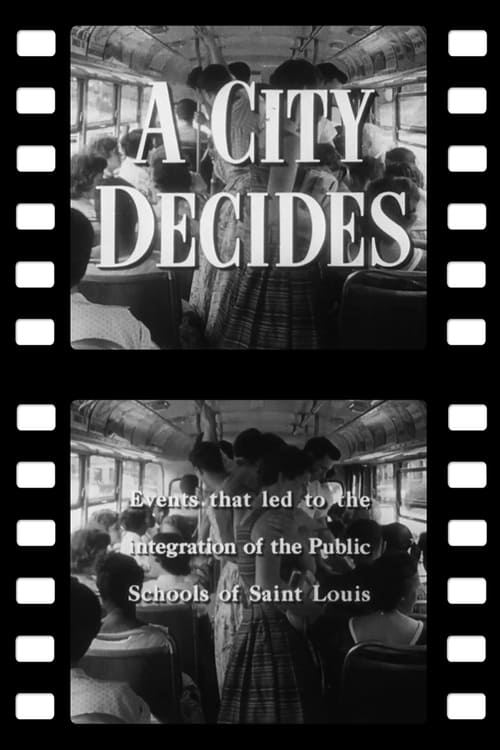 A CITY
DECIDES
Events that led to the
integration of the Public
Schools of Saint Louis